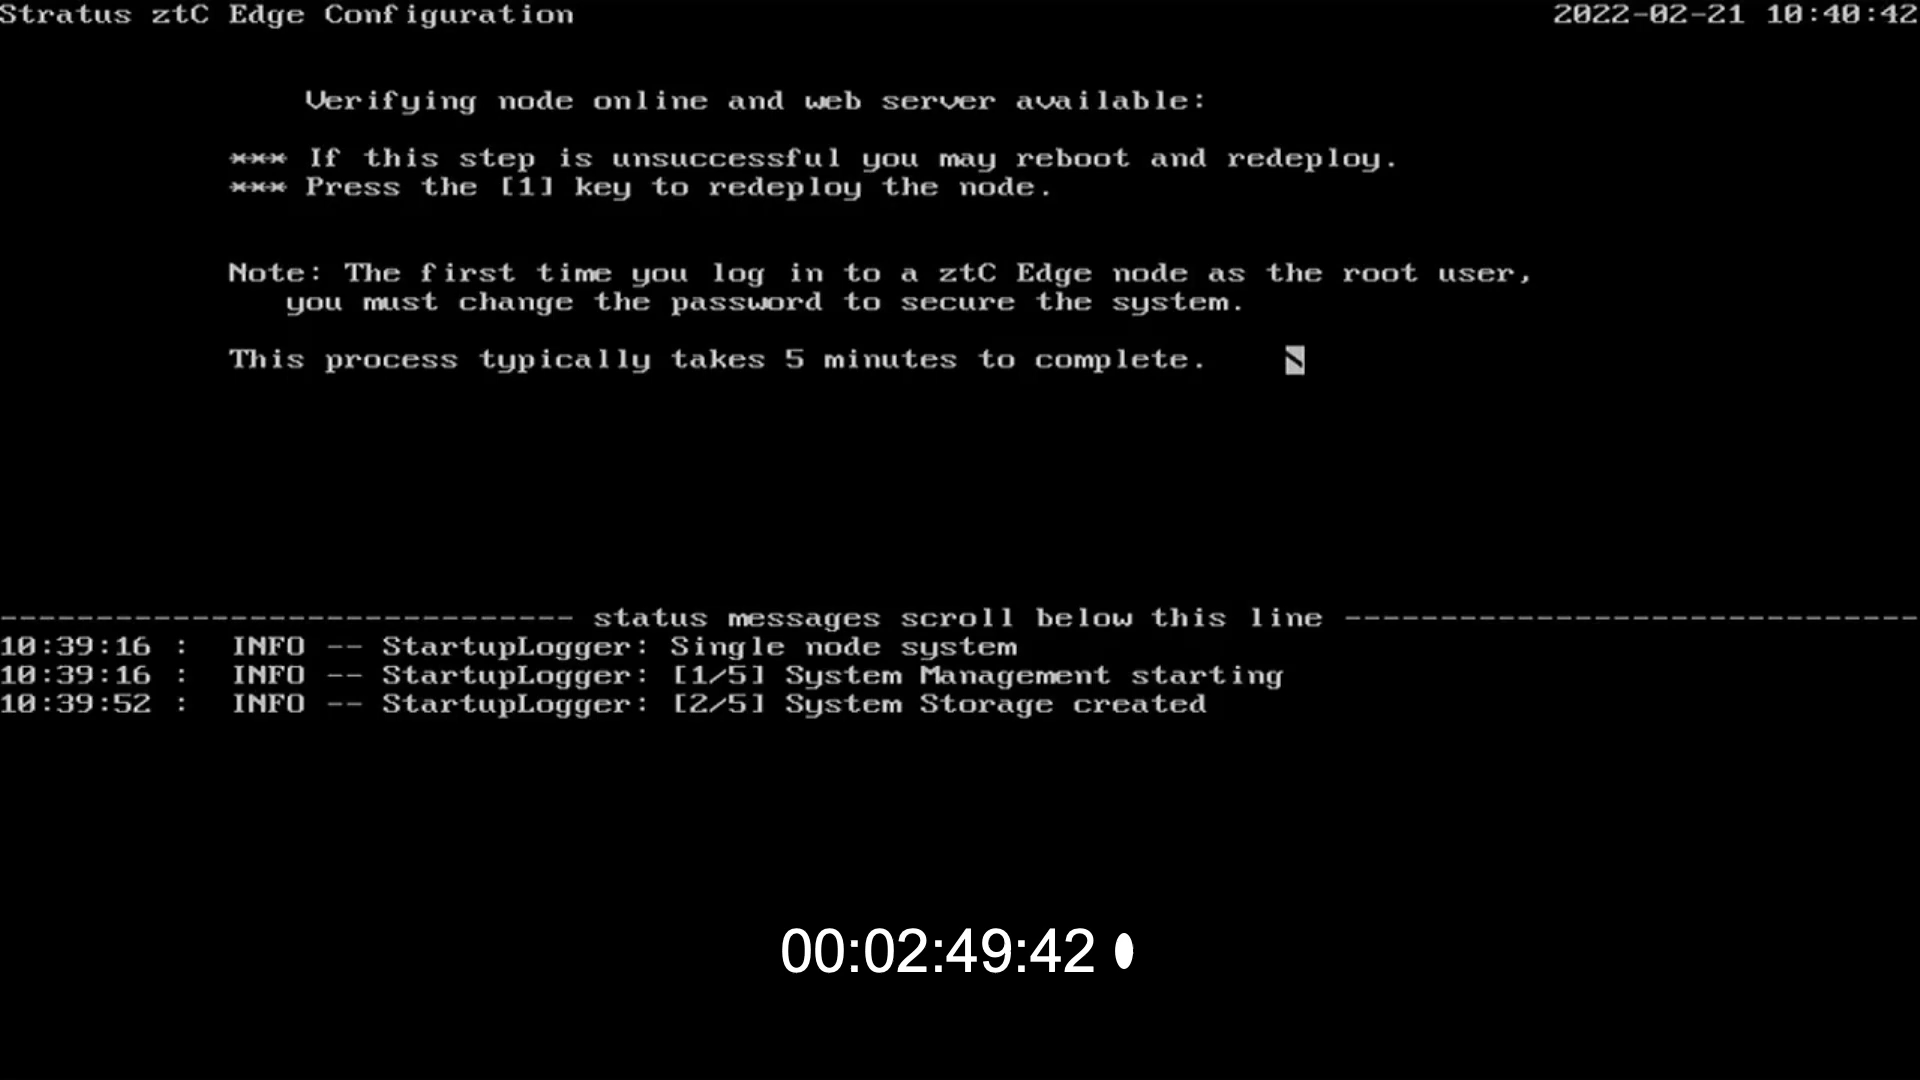 Stratus ztC Edge Configuration 2022-02-21 10:40:42
Verifying node online and web server available:
*** If this step is unsuccessful you may reboot and redeploy.
*** Press the [1] key to redeploy the node.
Note: The first time you log in to a ztC Edge node as the root user,
you must change the password to secure the system.
This process typically takes 5 minutes to complete. \
------------------------------ status messages scroll below this line ------------------------------
10:39:16 : INFO -- StartupLogger: Single node system
10:39:16 : INFO -- StartupLogger: [1/5] System Management starting
10:39:52 : INFO -- StartupLogger: [2/5] System Storage created
00:02:49:42